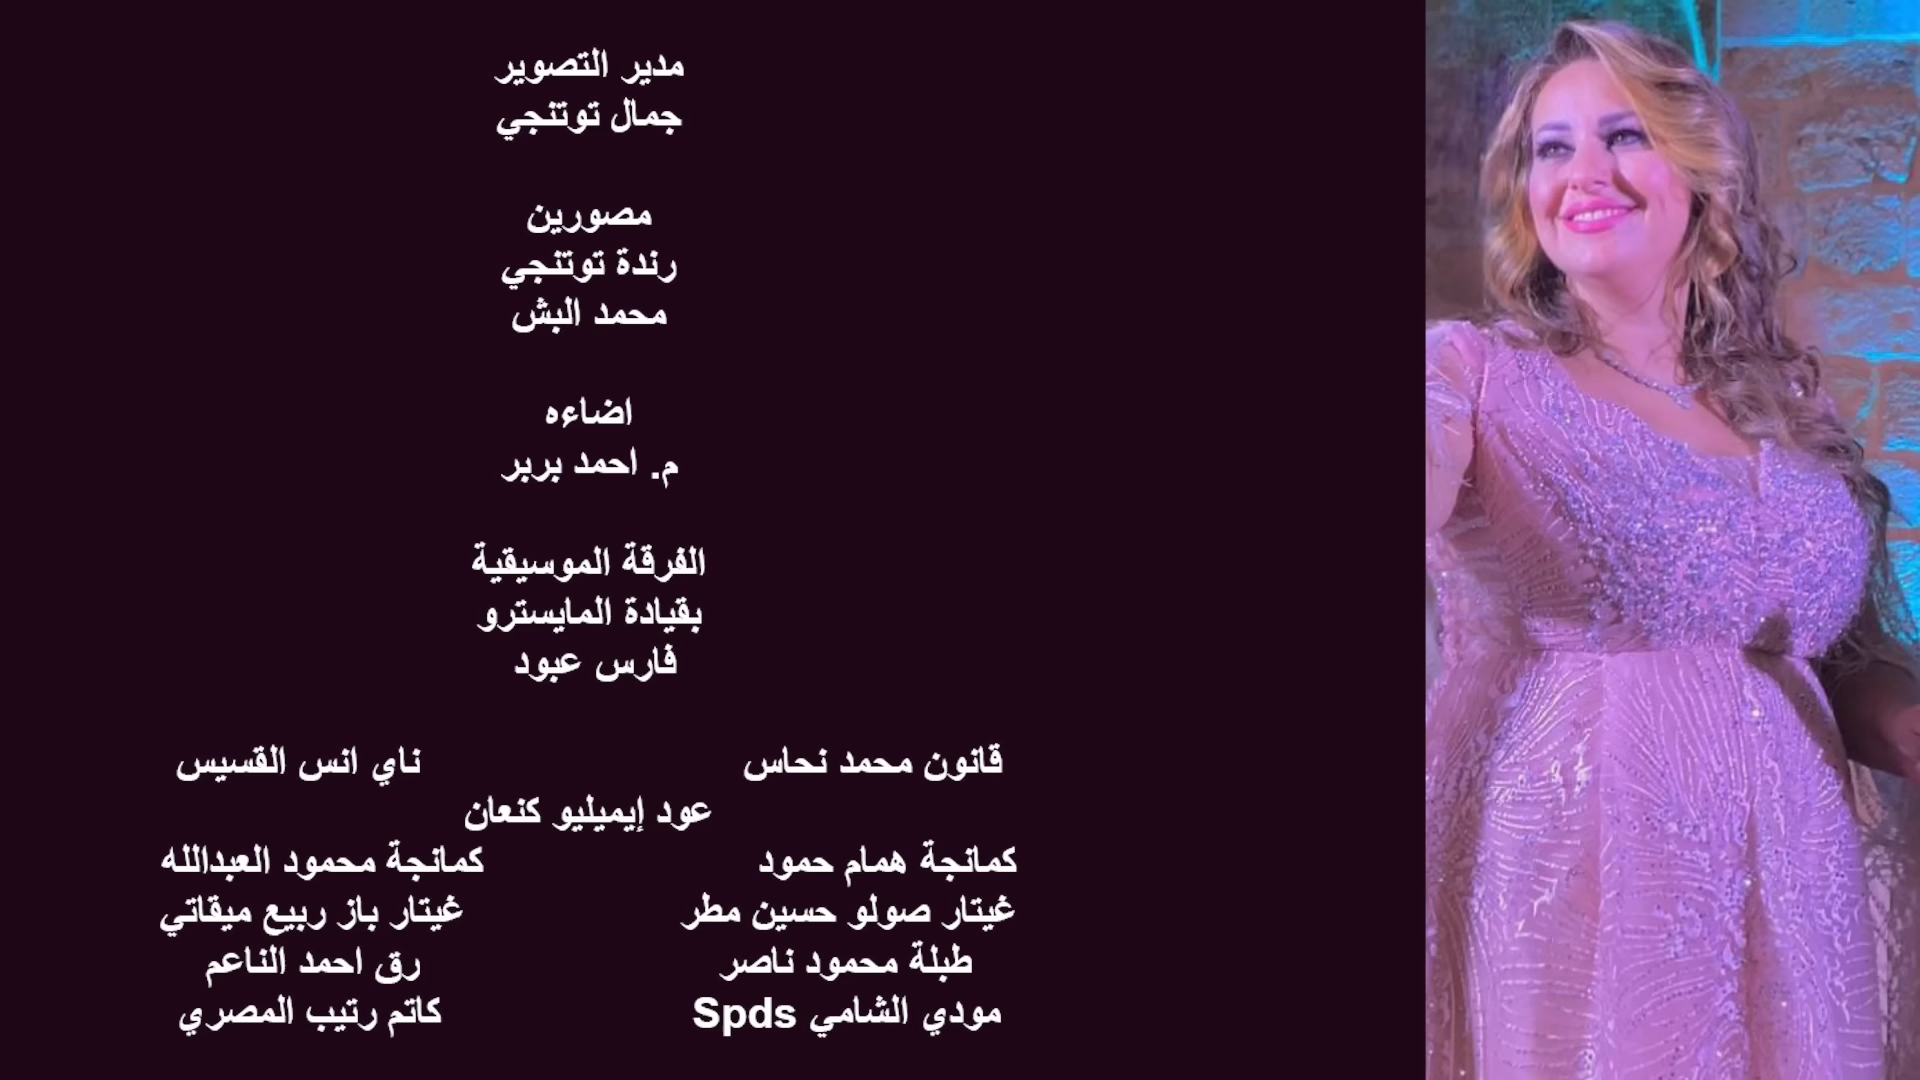 مدير التصوير
جمال توتنجي
مصورين
رندة توتنجي
محمد البش
اضاءه
م. احمد بربر
الفرقة الموسيقية
بقيادة المايسترو
فارس عبود
قانون محمد نحاس ناي انس القسيس
عود إيميليو كنعان
كمانجة همام حمود كمانجة محمود العبدالله
غيتار صولو حسين مطر غيتار باز ربيع ميقاتي
طبلة محمود ناصر رق احمد الناعم
مودي الشامي Spds كاتم رتيب المصري